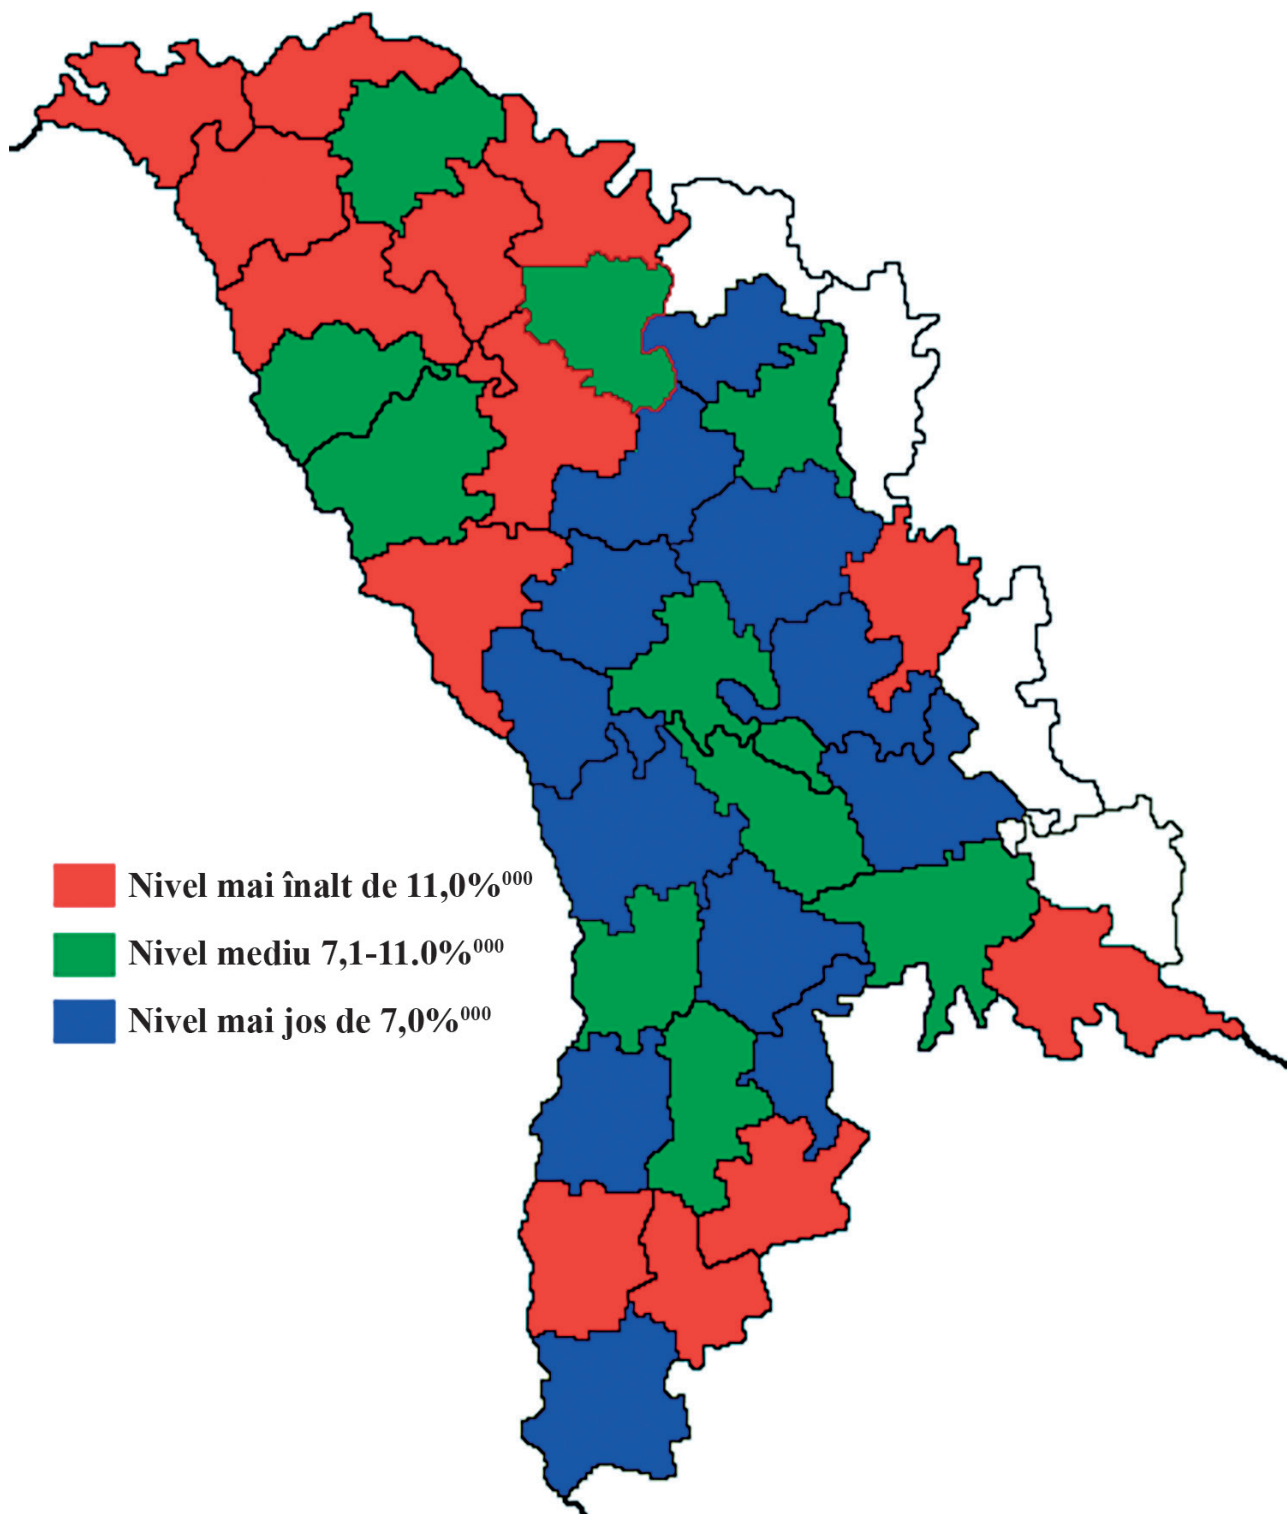 Nivel mai înalt de 11,0%⁰⁰⁰
Nivel mediu 7,1-11.0%⁰⁰⁰
Nivel mai jos de 7,0%⁰⁰⁰